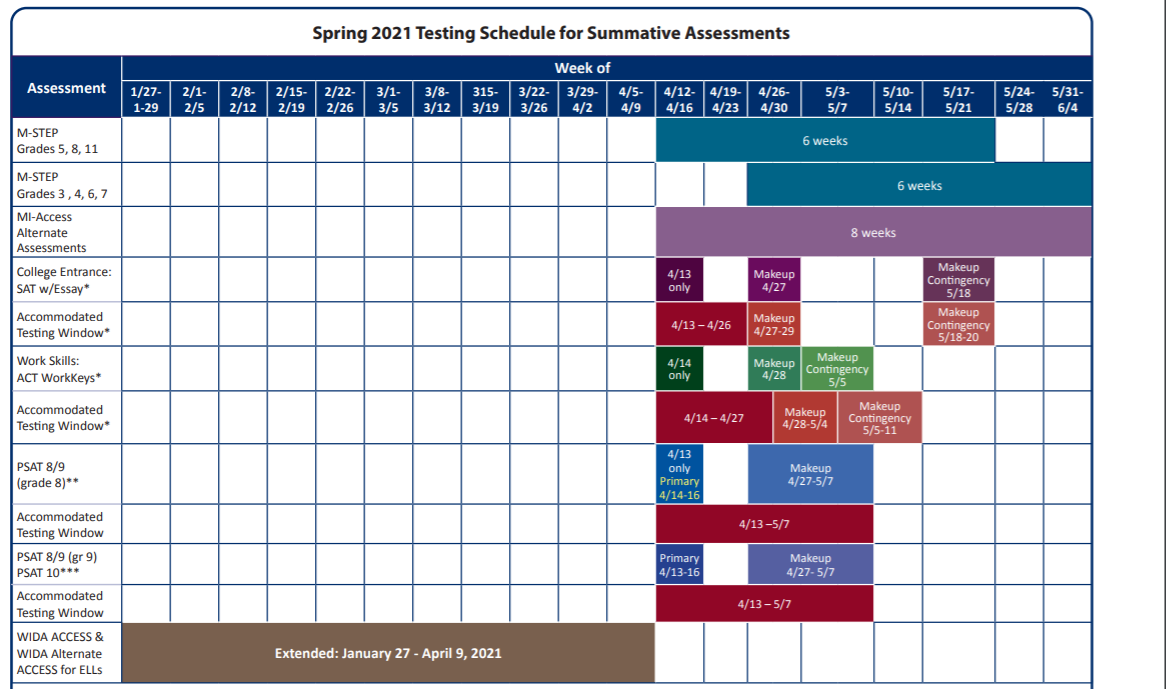 Spring 2021 Testing Schedule for Summative Assessments
Assessment
Week of
1/27-
1-29
2/1-
2/5
2/8-
2/12
2/15-
2/19
2/22-
2/26
3/1-
3/5
3/8-
3/12
315-
3/19
3/22-
3/26
3/29-
4/2
4/5-
4/9
4/12-
4/16
4/19-
4/23
4/26-
4/30
5/3-
5/7
5/10-
5/14
5/17-
5/21
5/24-
5/28
5/31-
6/4
M-STEP
Grades 5, 8, 11
6 weeks
M-STEP
Grades 3 , 4, 6, 7
6 weeks
MI-Access
Alternate
Assessments
8 weeks
College Entrance:
SAT w/Essay*
4/13
only
Makeup
4/27
Makeup
Contingency
5/18
Accommodated
Testing Window*
4/13 – 4/26
Makeup
4/27-29
Makeup
Contingency
5/18-20
Work Skills:
ACT WorkKeys*
4/14
only
Makeup
4/28
Makeup
Contingency
5/5
Accommodated
Testing Window*
4/14 – 4/27
Makeup
4/28-5/4
Makeup
Contingency
5/5-11
PSAT 8/9
(grade 8)**
4/13
only
Primary
4/14-16
Makeup
4/27-5/7
Accommodated
Testing Window
4/13 –5/7
PSAT 8/9 (gr 9)
PSAT 10***
Primary
4/13-16
Makeup
4/27- 5/7
Accommodated
Testing Window
4/13 – 5/7
WIDA ACCESS &
WIDA Alternate
ACCESS for ELLs
Extended: January 27 - April 9, 2021